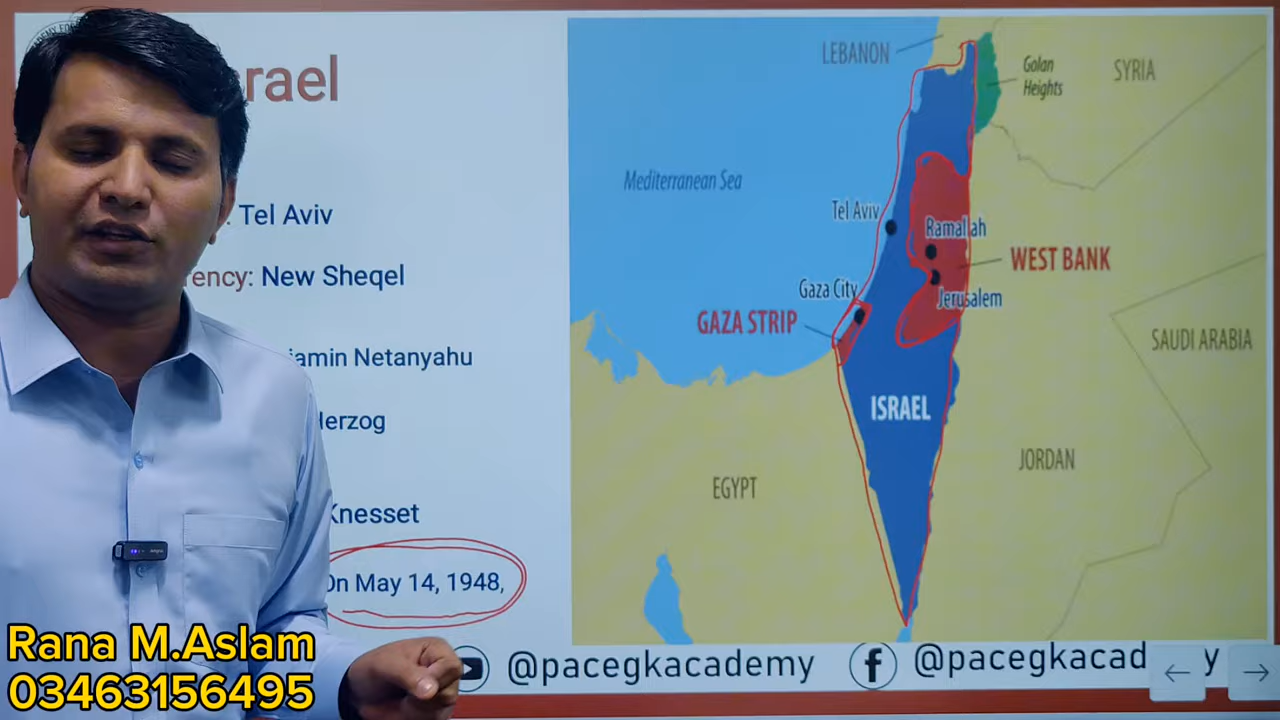 rael
Tel Aviv
rency: New Sheqel
jamin Netanyahu
Herzog
Knesset
On May 14, 1948,
LEBANON
Golan
Heights
SYRIA
Mediterranean Sea
Tel Aviv
Ramallah
WEST BANK
Gaza City
Jerusalem
GAZA STRIP
SAUDI ARABIA
ISRAEL
JORDAN
EGYPT
Rana M.Aslam
03463156495
@pacegkacademy
@pacegkacad y